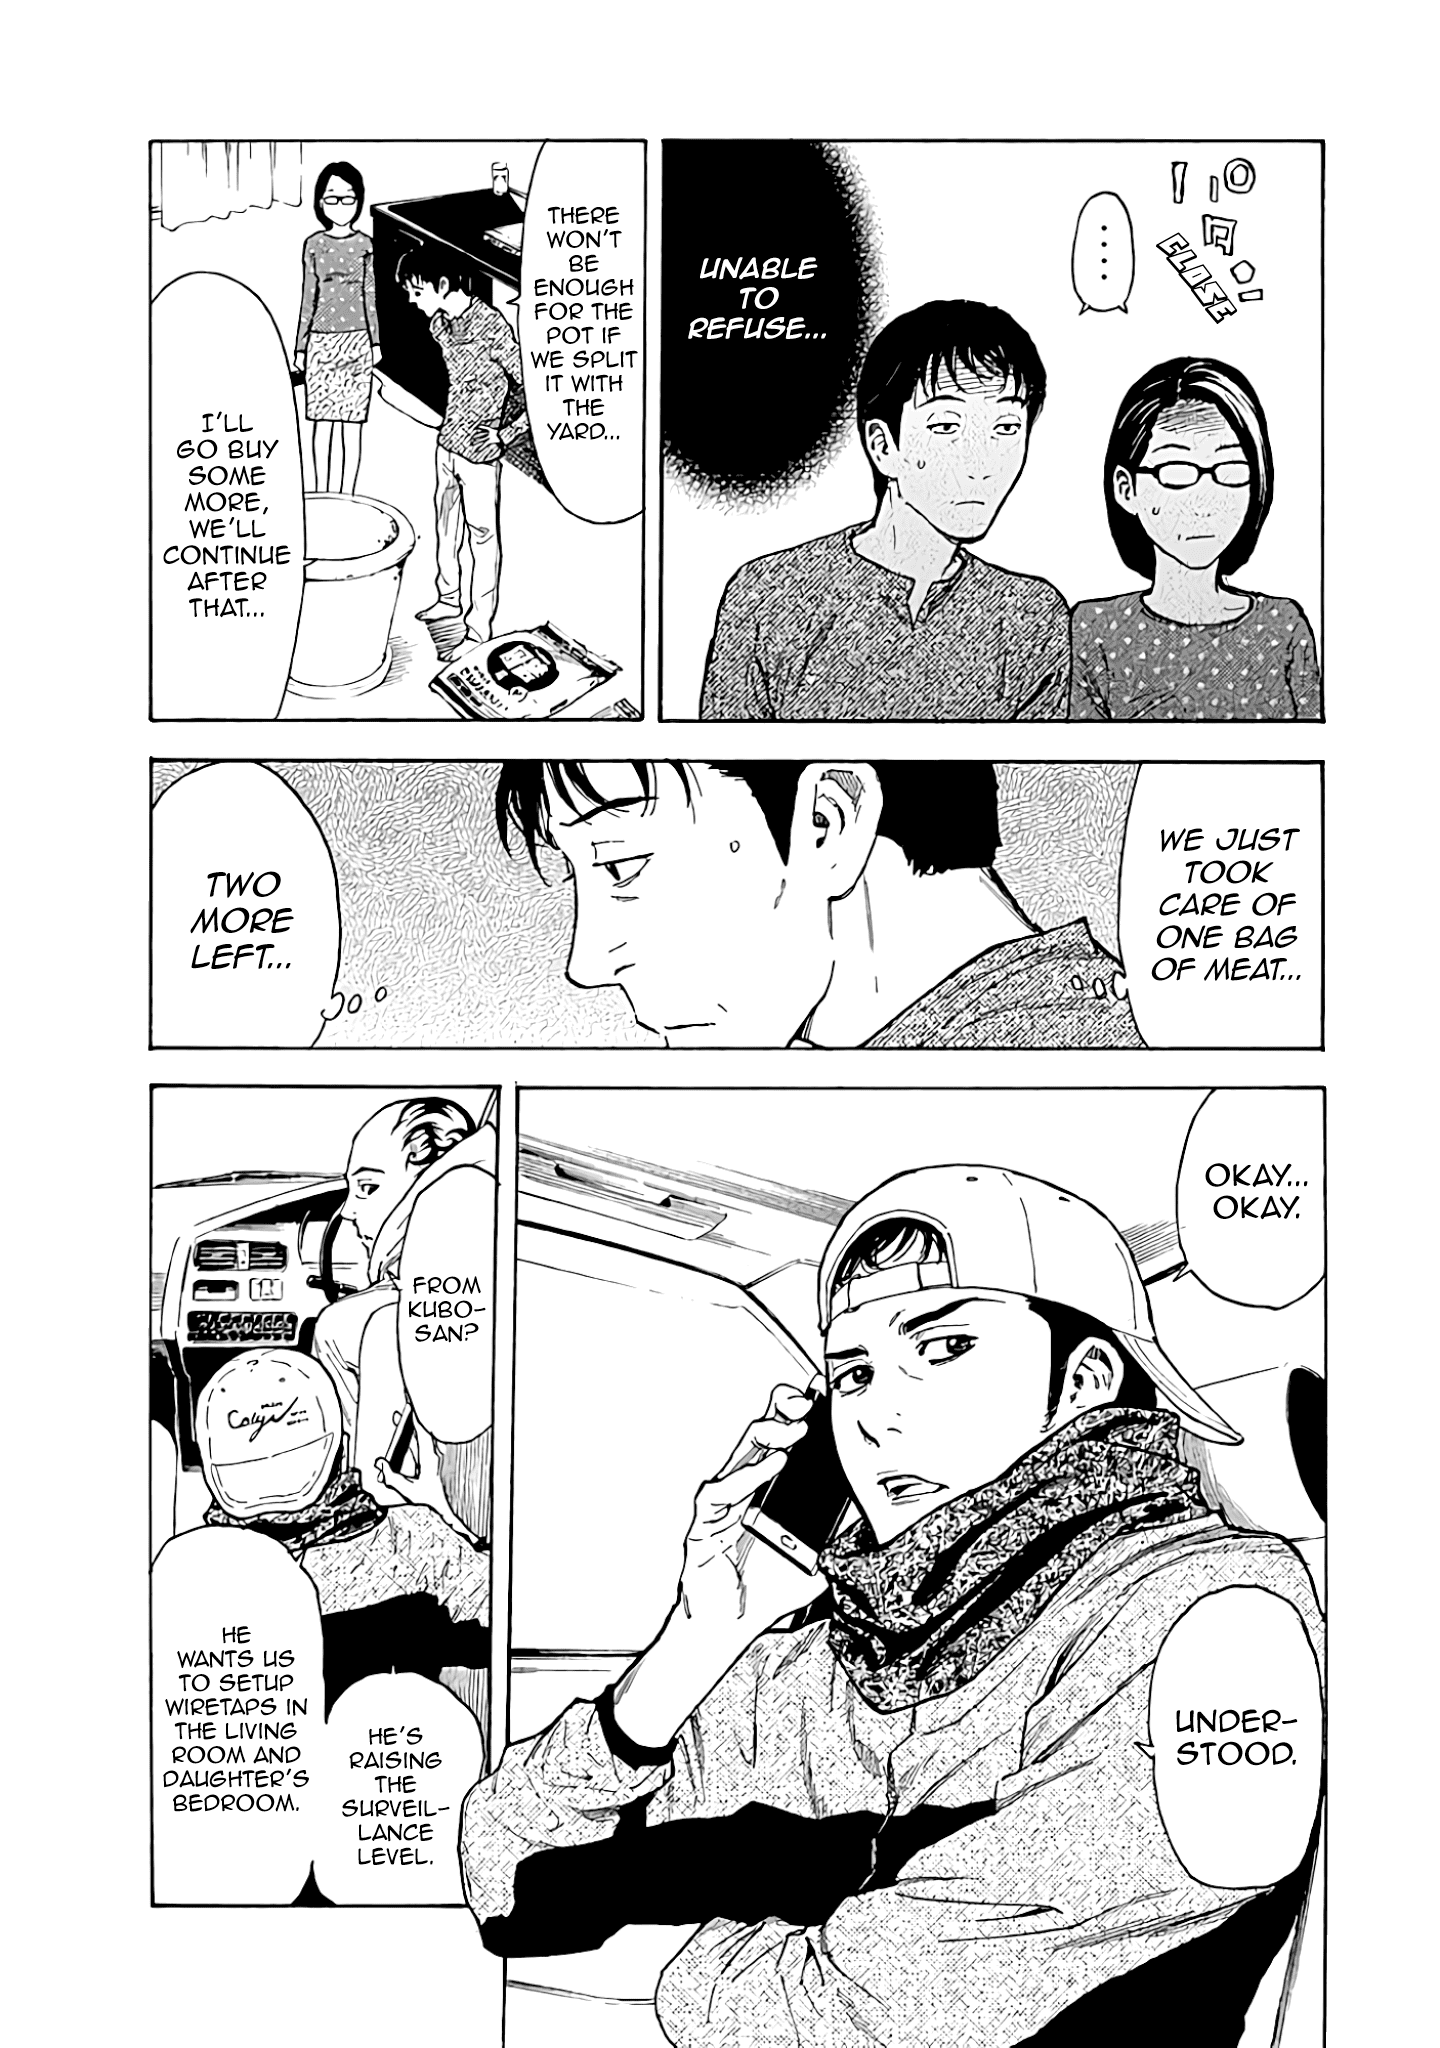 CLOSE
.....
UNABLE
TO
REFUSE...
THERE
WON'T
BE
ENOUGH
FOR THE
POT IF
WE SPLIT
IT WITH
THE
YARD...
I'LL
GO BUY
SOME
MORE,
WE'LL
CONTINUE
AFTER
THAT...
WE JUST
TOOK
CARE OF
ONE BAG
OF MEAT...
TWO
MORE
LEFT...
OKAY...
OKAY.
UNDER-
STOOD.
FROM
KUBO-
SAN?
HE'S
RAISING
THE
SURVEIL-
LANCE
LEVEL.
HE
WANTS US
TO SETUP
WIRETAPS IN
THE LIVING
ROOM AND
DAUGHTER'S
BEDROOM.